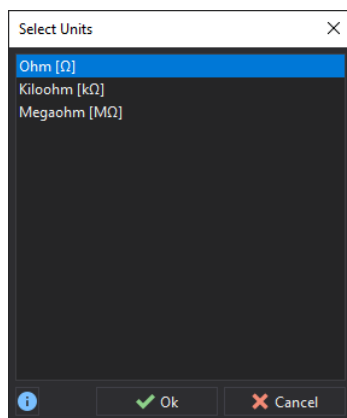 Select Units
Ohm [Ω]
Kiloohm [kΩ]
Megaohm [MΩ]
Ok
Cancel